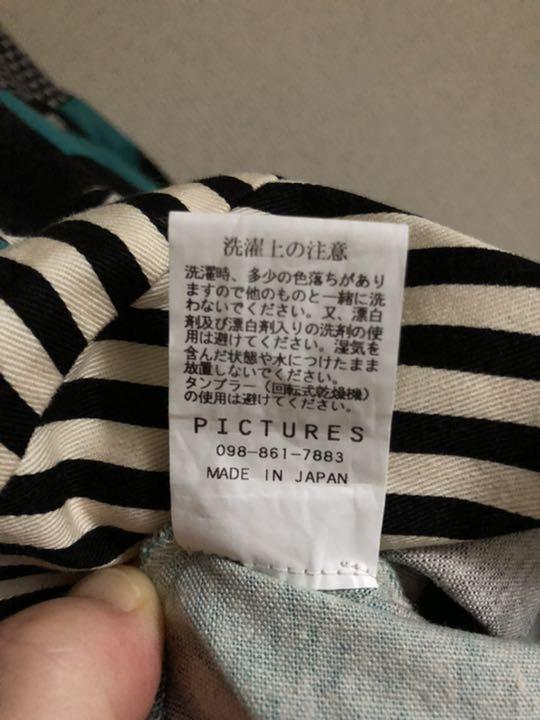 洗濯上の注意
洗濯時、多少の色落ちがあり
ますので他のものと一緒に洗
わないでください。又、漂白
剤及び漂白剤入りの洗剤の使
用は避けてください。湿気を
含んだ状態や水につけたまま
放置しないでください。
タンブラー（回転式乾燥機）
の使用は避けてください。
PICTURES
098-861-7883
MADE IN JAPAN